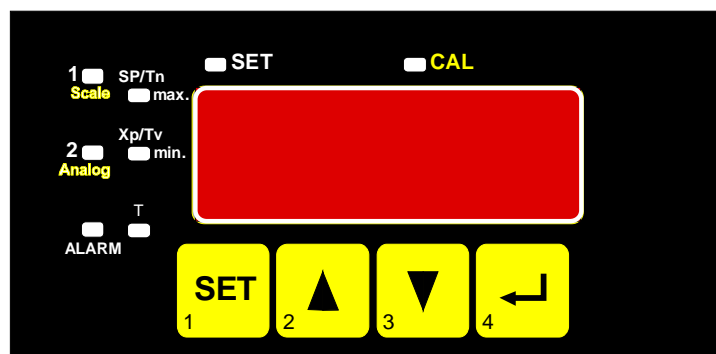 SET CAL
1 SP/Tn
Scale max.
Xp/Tv
2 min.
Analog
T
ALARM
SET
1 2 3 4